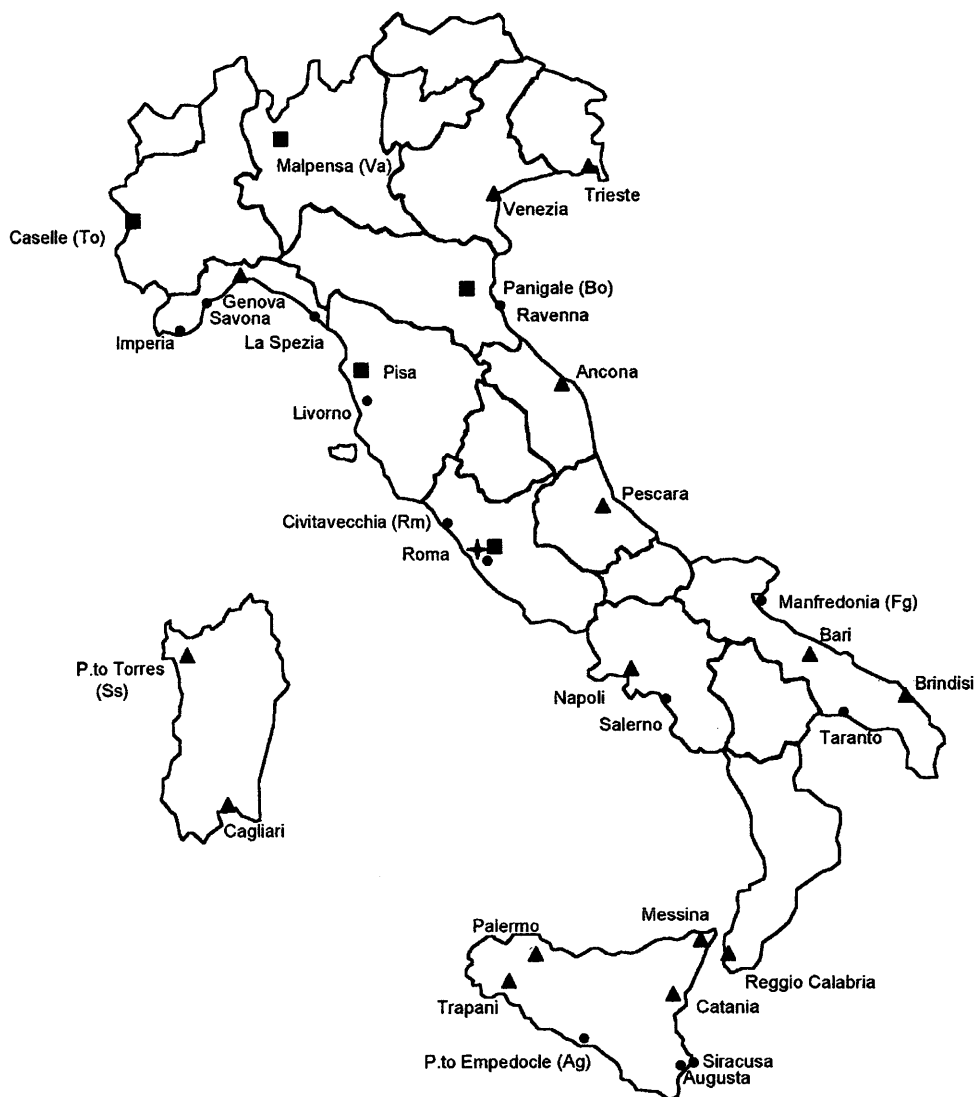 Malpensa (Va)
Trieste
Venezia
Caselle (To)
Panigale (Bo)
Genova
Ravenna
Savona
Imperia
La Spezia
Pisa
Ancona
Livorno
Pescara
Civitavecchia (Rm)
Roma
Manfredonia (Fg)
Bari
P.to Torres
(Ss)
Napoli
Brindisi
Salerno
Taranto
Cagliari
Messina
Palermo
Reggio Calabria
Trapani
Catania
P.to Empedocle (Ag)
Siracusa
Augusta